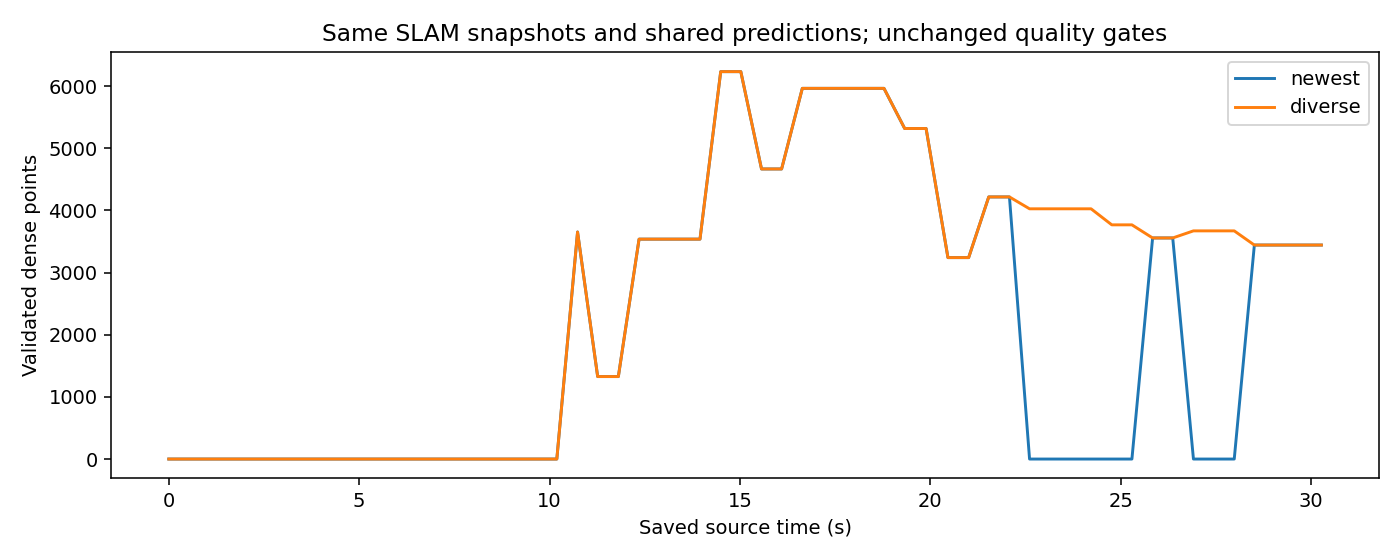 Same SLAM snapshots and shared predictions; unchanged quality gates
newest
diverse
Validated dense points
6000
5000
4000
3000
2000
1000
0
0 5 10 15 20 25 30
Saved source time (s)